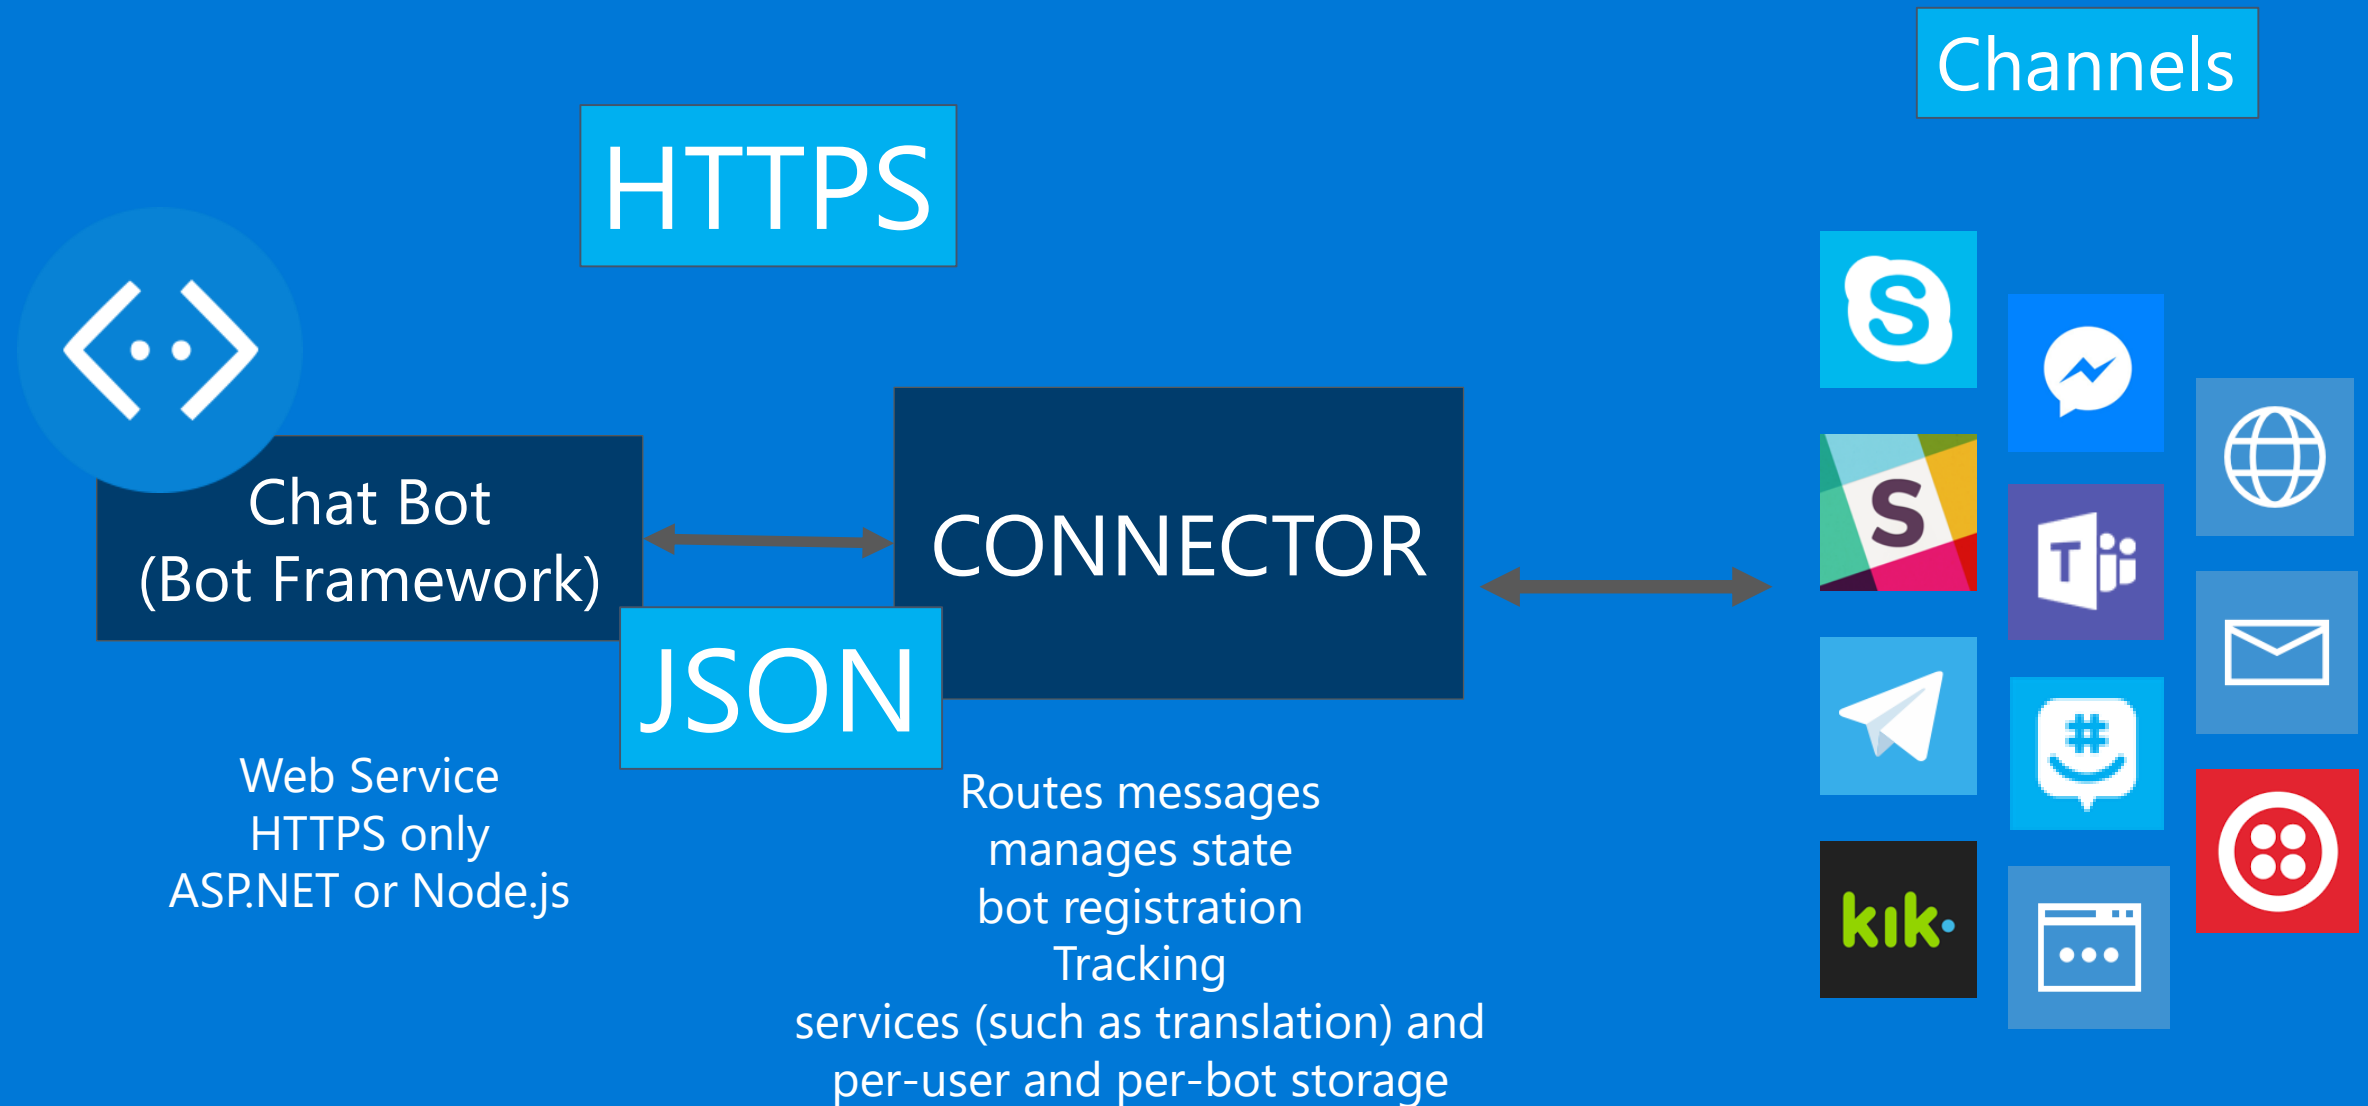 Channels
HTTPS
Chat Bot
(Bot Framework)
CONNECTOR
JSON
Web Service
HTTPS only
ASP.NET or Node.js
Routes messages
manages state
bot registration
Tracking
services (such as translation) and
per-user and per-bot storage
S
S
T
kik
#